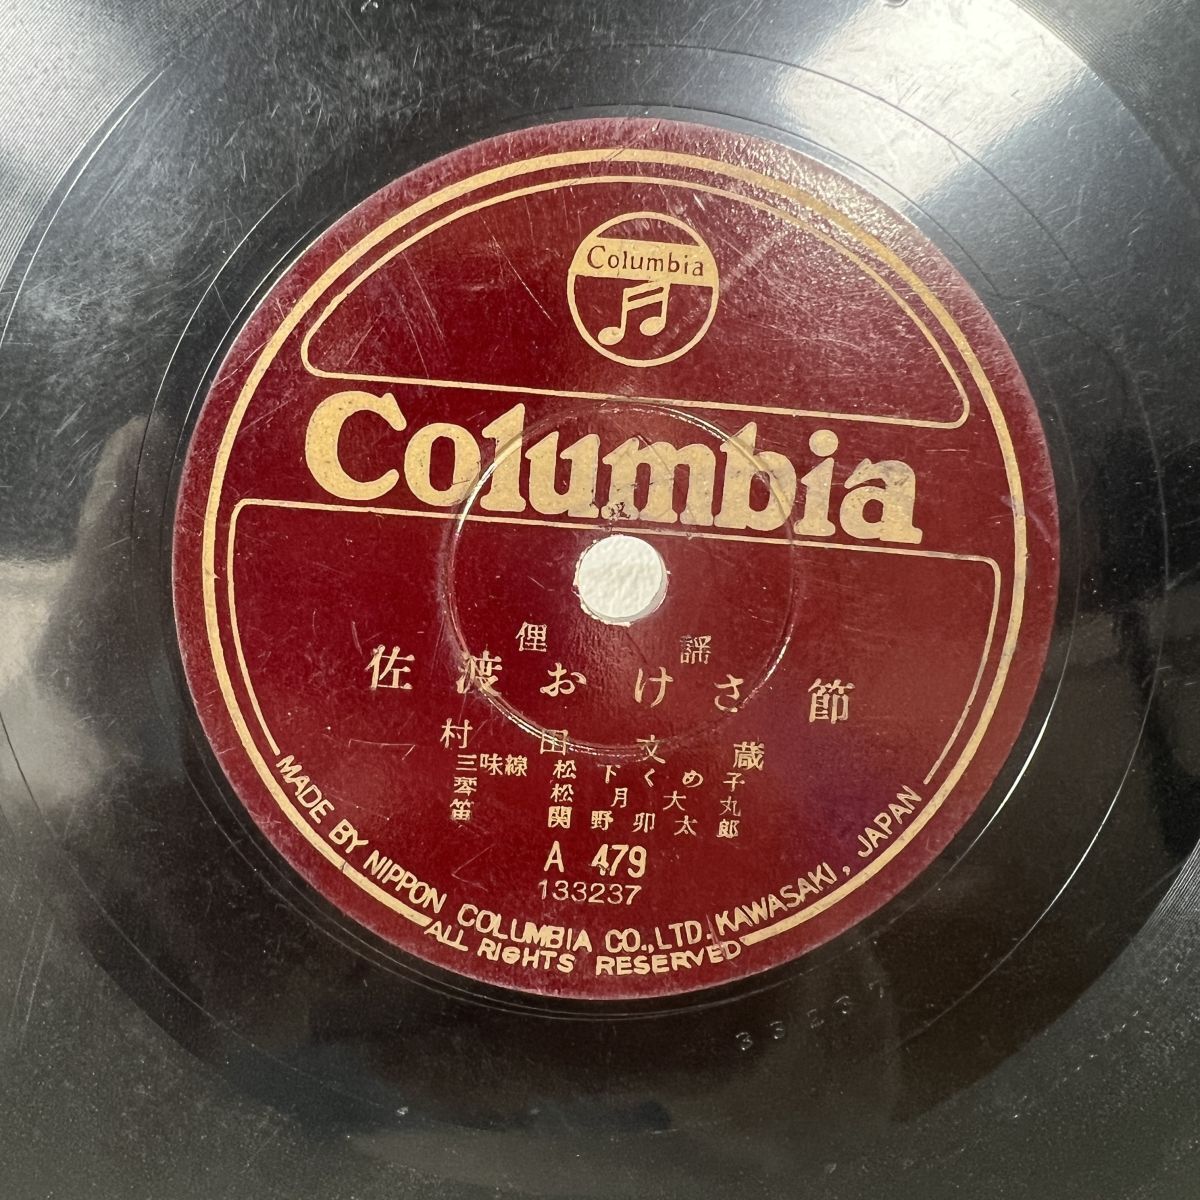 Columbia
Columbia
俚謡
佐渡おけさ節
村田文蔵
三味線 松下くめ子
琴 松月大丸
笛 関野卯太郎
A 479
133237
MADE BY NIPPON COLUMBIA CO., LTD. KAWASAKI, JAPAN
ALL RIGHTS RESERVED